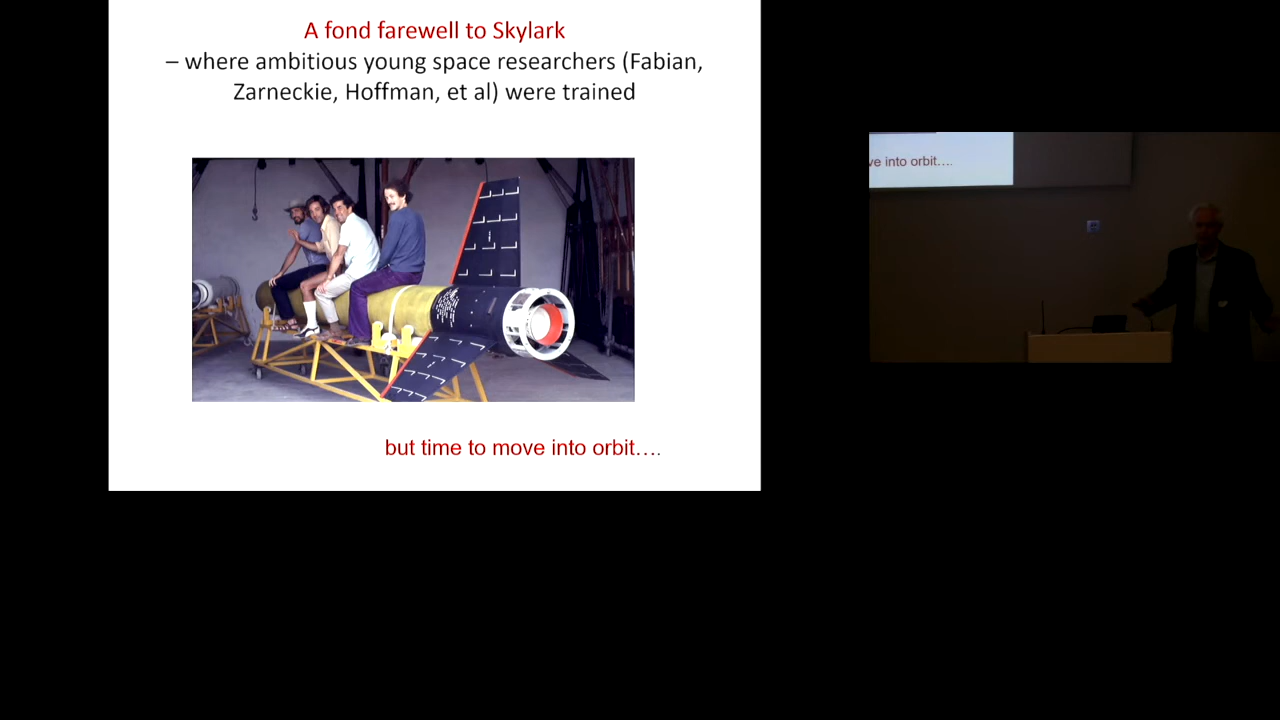 A fond farewell to Skylark
– where ambitious young space researchers (Fabian,
Zarneckie, Hoffman, et al) were trained
but time to move into orbit….
ve into orbit….